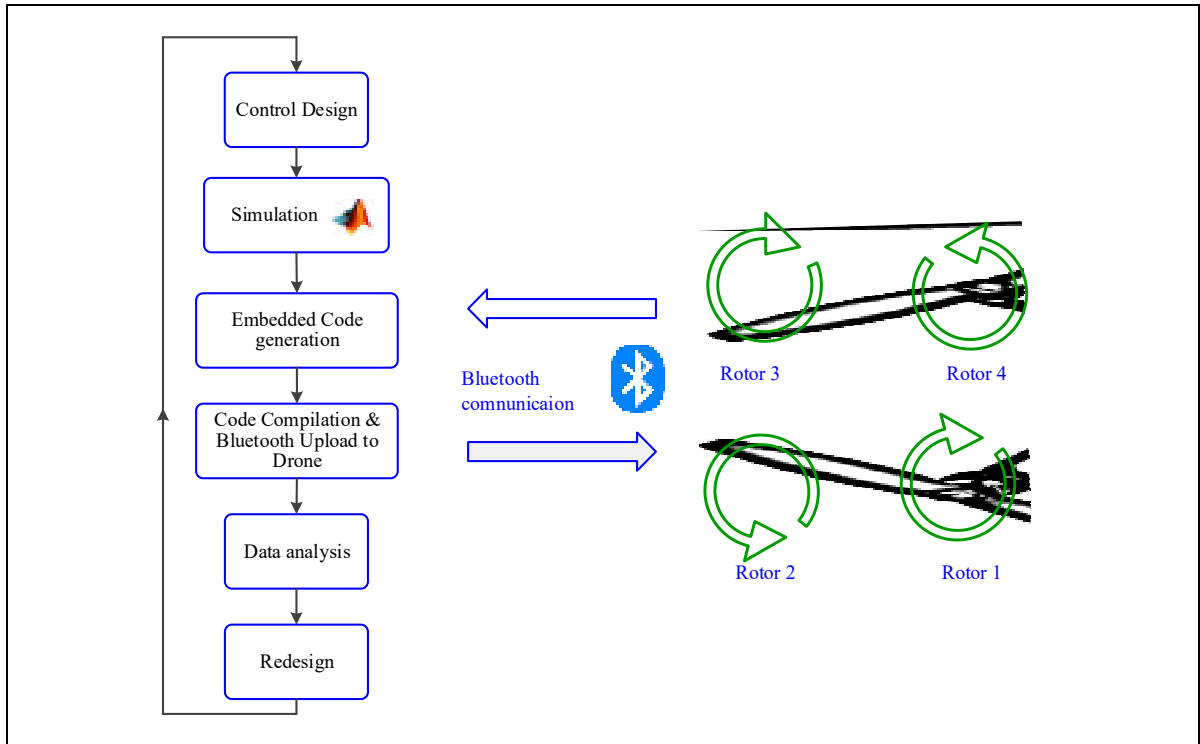 Control Design
Simulation
Embedded Code
generation
Code Compilation &
Bluetooth Upload to
Drone
Data analysis
Redesign
Bluetooth
comnunicaion
Rotor 3
Rotor 4
Rotor 2
Rotor 1